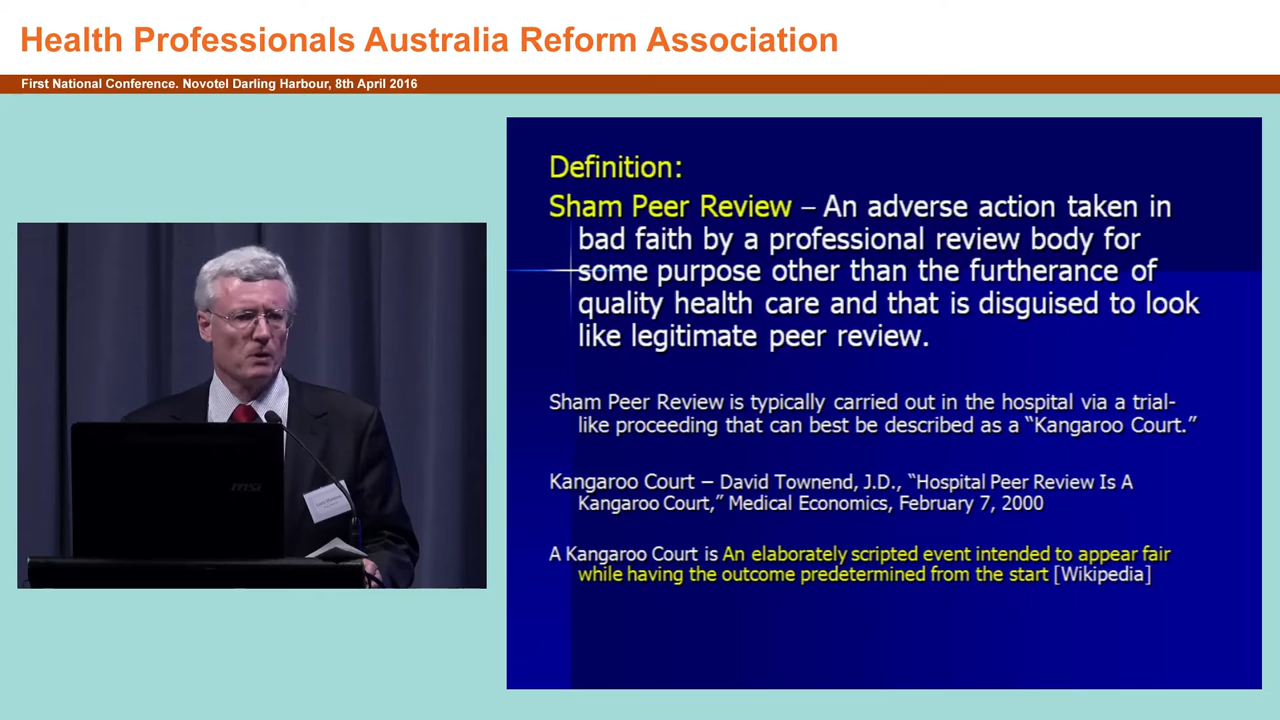 Health Professionals Australia Reform Association
First National Conference. Novotel Darling Harbour, 8th April 2016
Definition:
Sham Peer Review – An adverse action taken in
bad faith by a professional review body for
some purpose other than the furtherance of
quality health care and that is disguised to look
like legitimate peer review.
Sham Peer Review is typically carried out in the hospital via a trial-
like proceeding that can best be described as a “Kangaroo Court.”
Kangaroo Court – David Townend, J.D., “Hospital Peer Review Is A
Kangaroo Court,” Medical Economics, February 7, 2000
A Kangaroo Court is An elaborately scripted event intended to appear fair
while having the outcome predetermined from the start [Wikipedia]
msi